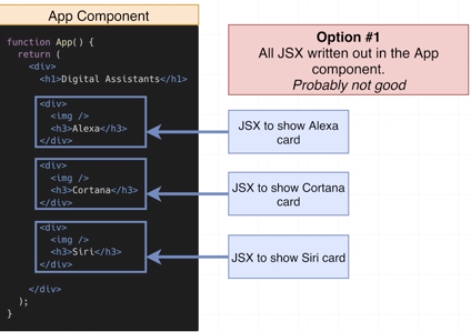 App Component
function App() {
return (
<div>
<h1>Digital Assistants</h1>
<div>
<img />
<h3>Alexa</h3>
</div>
<div>
<img />
<h3>Cortana</h3>
</div>
<div>
<img />
<h3>Siri</h3>
</div>
</div>
);
}
Option #1
All JSX written out in the App
component.
Probably not good
JSX to show Alexa
card
JSX to show Cortana
card
JSX to show Siri card